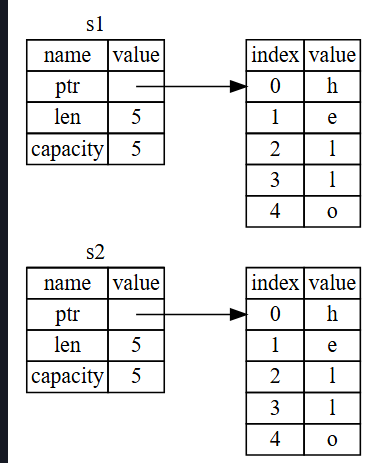 s1
name value index value
ptr 0 h
len 5 1 e
capacity 5 2 l
3 l
4 o
s2
name value index value
ptr 0 h
len 5 1 e
capacity 5 2 l
3 l
4 o